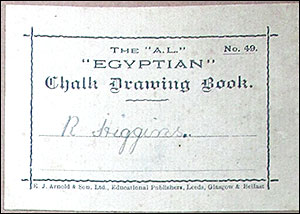 THE "A.L." No. 49.
"EGYPTIAN"
Chalk Drawing Book.
R Higgins.
E. J. Arnold & Son, Ltd., Educational Publishers, Leeds, Glasgow & Belfast